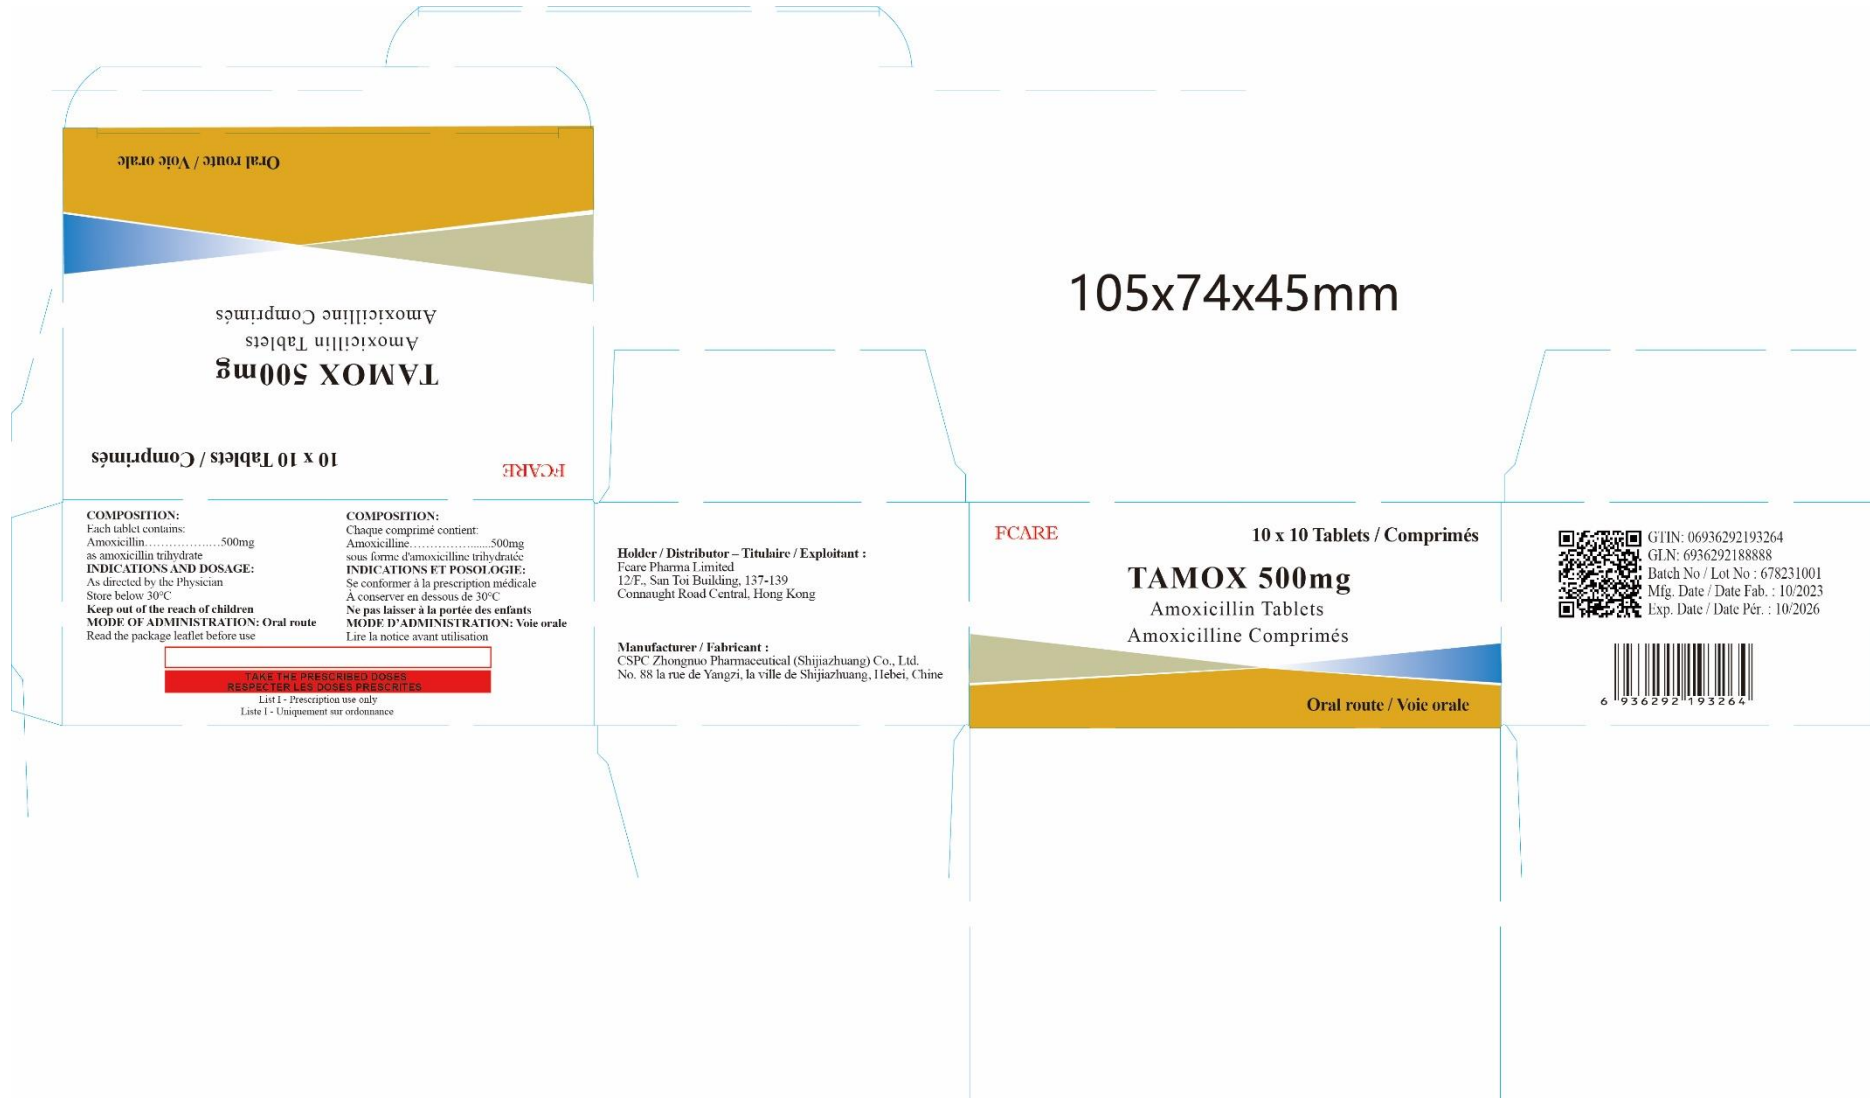 Oral route / Voie orale
Amoxicilline Comprimés
Amoxicillin Tablets
TAMOX 500mg
10 x 10 Tablets / Comprimés
FCARE
105x74x45mm
COMPOSITION:
Each tablet contains:
Amoxicillin……………….…500mg
as amoxicillin trihydrate
INDICATIONS AND DOSAGE:
As directed by the Physician
Store below 30°C
Keep out of the reach of children
MODE OF ADMINISTRATION: Oral route
Read the package leaflet before use
COMPOSITION:
Chaque comprimé contient:
Amoxicilline……………......500mg
sous forme d'amoxicilline trihydratée
INDICATIONS ET POSOLOGIE:
Se conformer à la prescription médicale
À conserver en dessous de 30°C
Ne pas laisser à la portée des enfants
MODE D’ADMINISTRATION: Voie orale
Lire la notice avant utilisation
TAKE THE PRESCRIBED DOSES
RESPECTER LES DOSES PRESCRITES
List I - Prescription use only
Liste I - Uniquement sur ordonnance
Holder / Distributor – Titulaire / Exploitant :
Fcare Pharma Limited
12/F., San Toi Building, 137-139
Connaught Road Central, Hong Kong
Manufacturer / Fabricant :
CSPC Zhongnuo Pharmaceutical (Shijiazhuang) Co., Ltd.
No. 88 la rue de Yangzi, la ville de Shijiazhuang, Hebei, Chine
FCARE
10 x 10 Tablets / Comprimés
TAMOX 500mg
Amoxicillin Tablets
Amoxicilline Comprimés
Oral route / Voie orale
GTIN: 06936292193264
GLN: 6936292188888
Batch No / Lot No : 678231001
Mfg. Date / Date Fab. : 10/2023
Exp. Date / Date Pér. : 10/2026
6 936292 193264